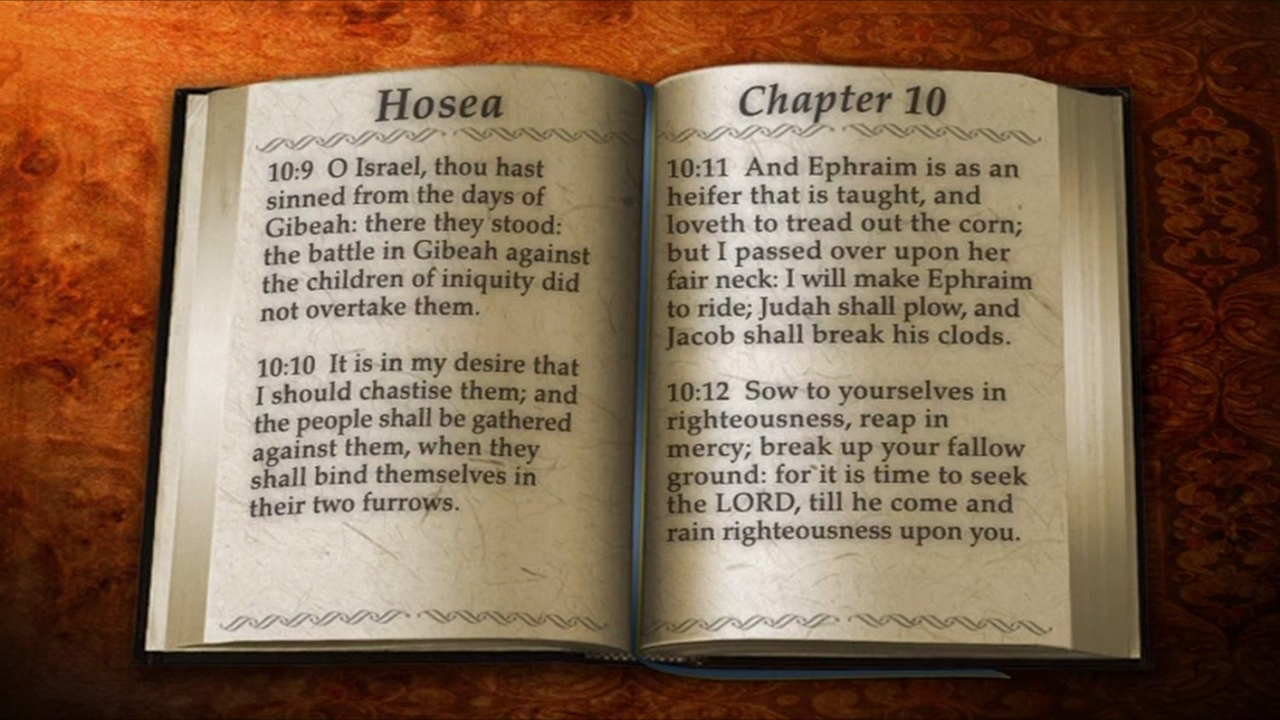 Hosea
10:9 O Israel, thou hast
sinned from the days of
Gibeah: there they stood:
the battle in Gibeah against
the children of iniquity did
not overtake them.
10:10 It is in my desire that
I should chastise them; and
the people shall be gathered
against them, when they
shall bind themselves in
their two furrows.
Chapter 10
10:11 And Ephraim is as an
heifer that is taught, and
loveth to tread out the corn;
but I passed over upon her
fair neck: I will make Ephraim
to ride; Judah shall plow, and
Jacob shall break his clods.
10:12 Sow to yourselves in
righteousness, reap in
mercy; break up your fallow
ground: for it is time to seek
the LORD, till he come and
rain righteousness upon you.